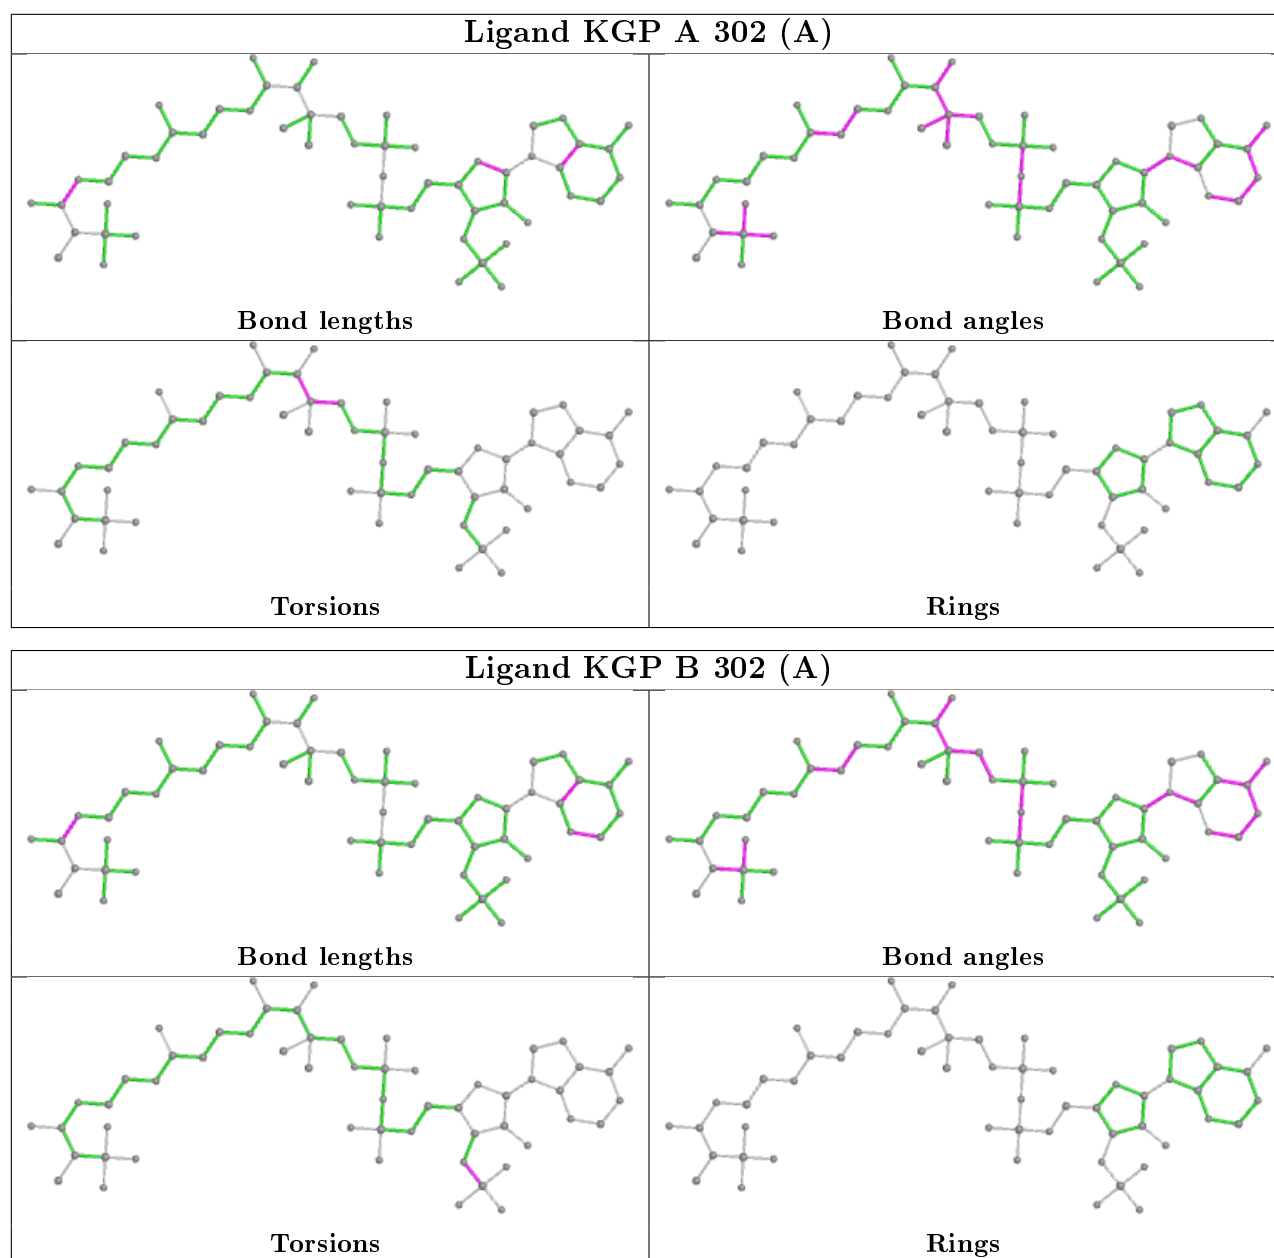 Ligand KGP A 302 (A)
Bond lengths
Bond angles
Torsions
Rings
Ligand KGP B 302 (A)
Bond lengths
Bond angles
Torsions
Rings